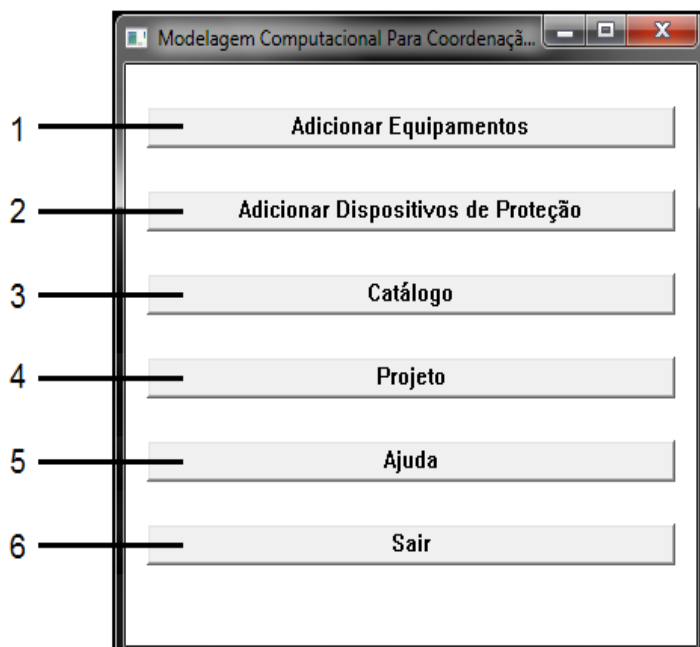 Modelagem Computacional Para Coordenaçã...
1 Adicionar Equipamentos
2 Adicionar Dispositivos de Proteção
3 Catálogo
4 Projeto
5 Ajuda
6 Sair